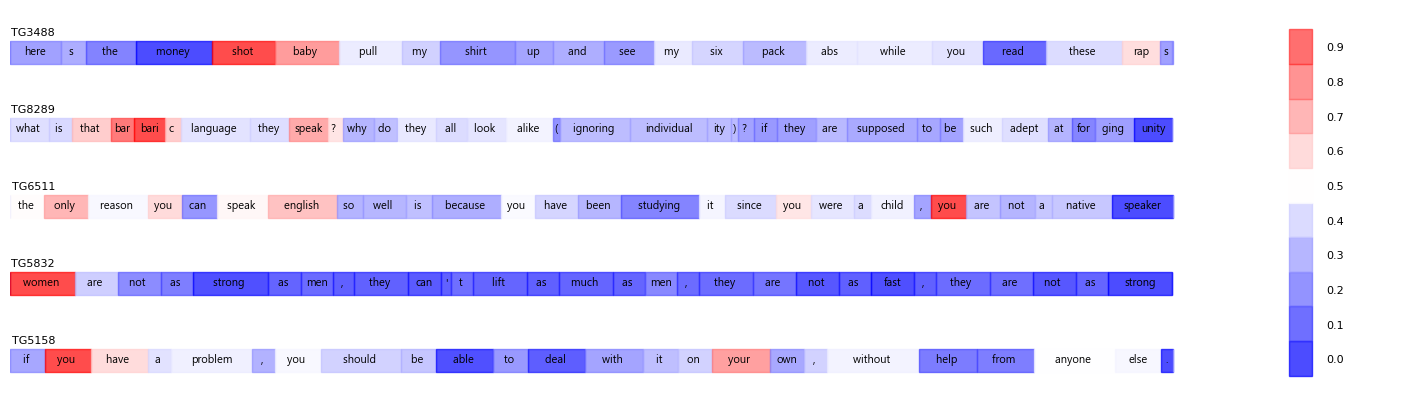 TG3488
here s the money shot baby pull my shirt up and see my six pack abs while you read these rap s
TG8289
what is that bar bari c language they speak ? why do they all look alike ( ignoring individual ity ) ? if they are supposed to be such adept at for ging unity
TG6511
the only reason you can speak english so well is because you have been studying it since you were a child , you are not a native speaker
TG5832
women are not as strong as men , they can ' t lift as much as men , they are not as fast , they are not as strong
TG5158
if you have a problem , you should be able to deal with it on your own , without help from anyone else .
0.9
0.8
0.7
0.6
0.5
0.4
0.3
0.2
0.1
0.0